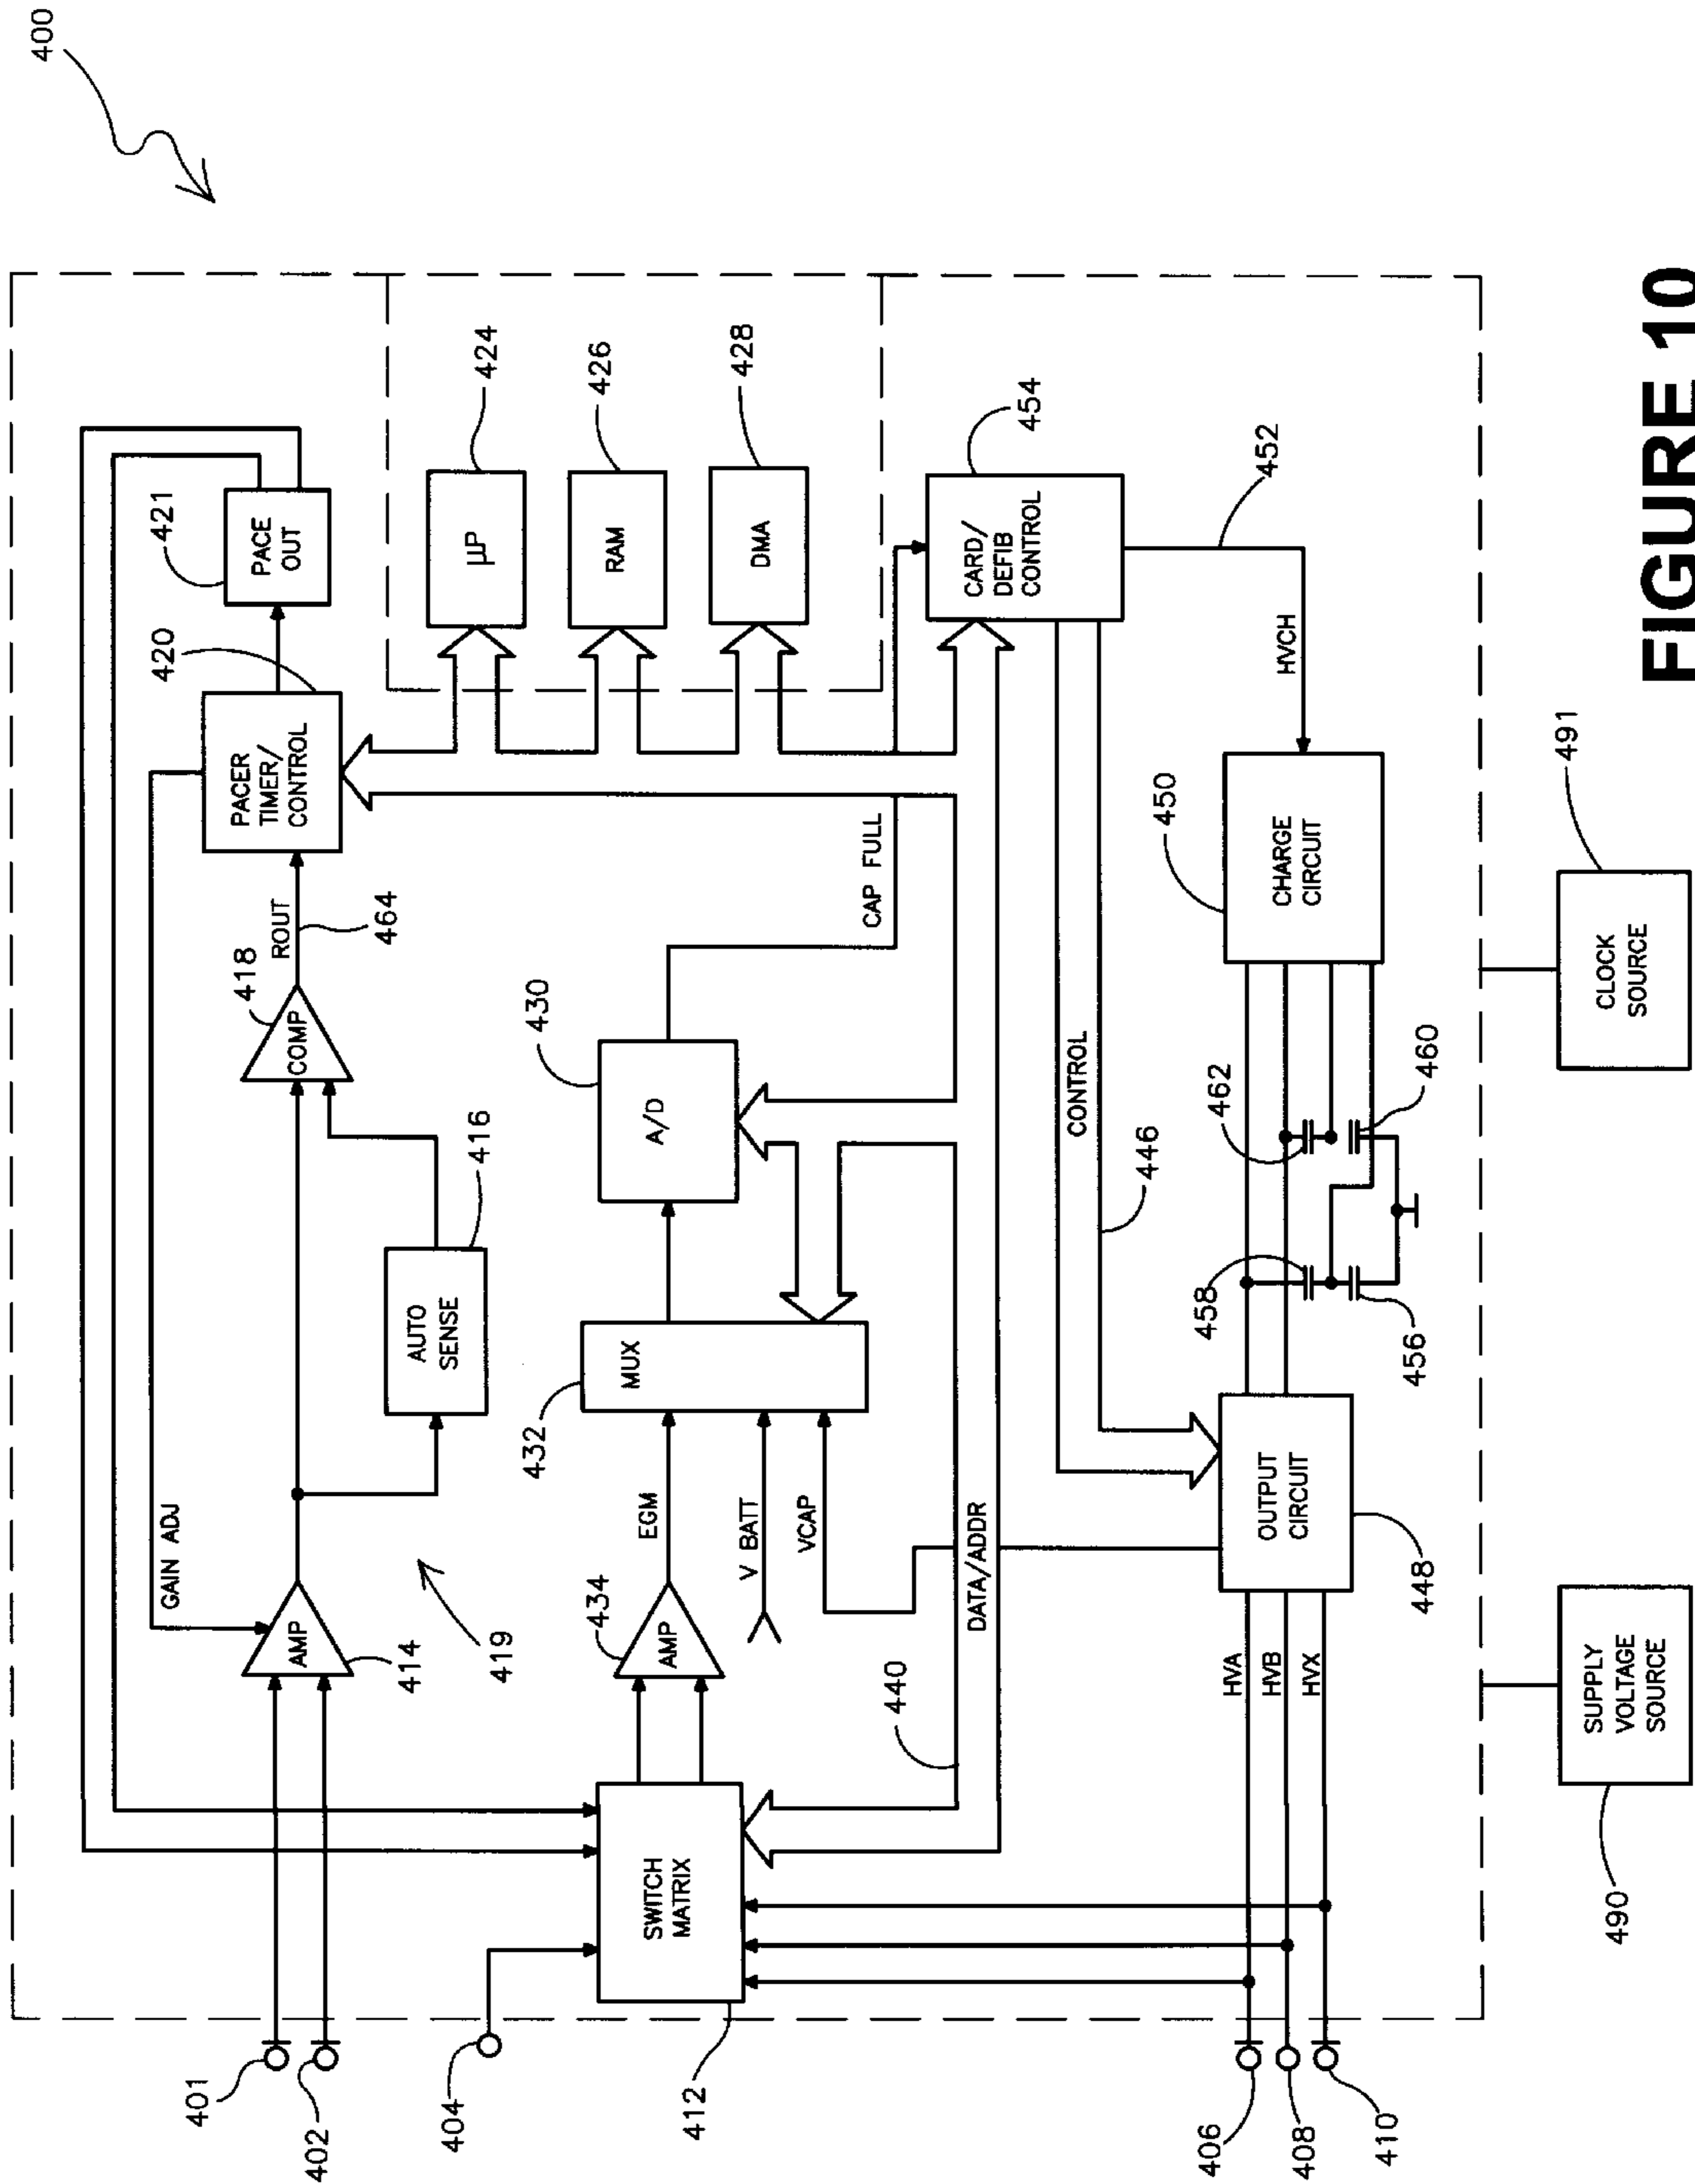 400
GAIN ADJ
AMP
414
419
AUTO
SENSE
416
COMP
418
ROUT
464
PACER
TIMER/
CONTROL
420
PACE
OUT
421
401
402
404
SWITCH
MATRIX
412
AMP
434
EGM
V BATT
VCAP
MUX
432
A/D
430
CAP FULL
µP
424
RAM
426
DMA
428
440
DATA/ADDR
CONTROL
446
CARD/
DEFIB
CONTROL
454
452
HVCH
406
408
410
HVA
HVB
HVX
OUTPUT
CIRCUIT
448
458
456
462
460
CHARGE
CIRCUIT
450
SUPPLY
VOLTAGE
SOURCE
490
CLOCK
SOURCE
491
FIGURE 10